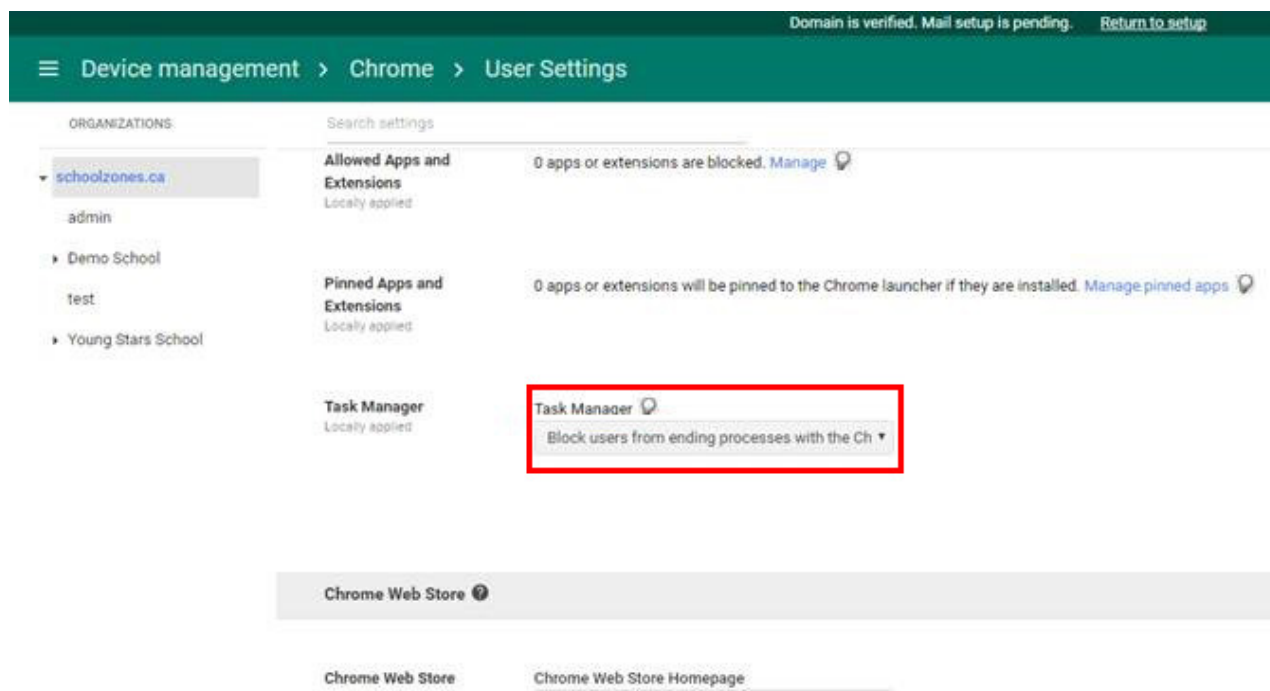 Domain is verified. Mail setup is pending. Return to setup
Device management > Chrome > User Settings
ORGANIZATIONS
schoolzones.ca
admin
Demo School
test
Young Stars School
Search settings
Allowed Apps and
Extensions
Locally applied
0 apps or extensions are blocked. Manage
Pinned Apps and
Extensions
Locally applied
0 apps or extensions will be pinned to the Chrome launcher if they are installed. Manage pinned apps
Task Manager
Locally applied
Task Manager
Block users from ending processes with the Ch
Chrome Web Store
Chrome Web Store
Chrome Web Store Homepage